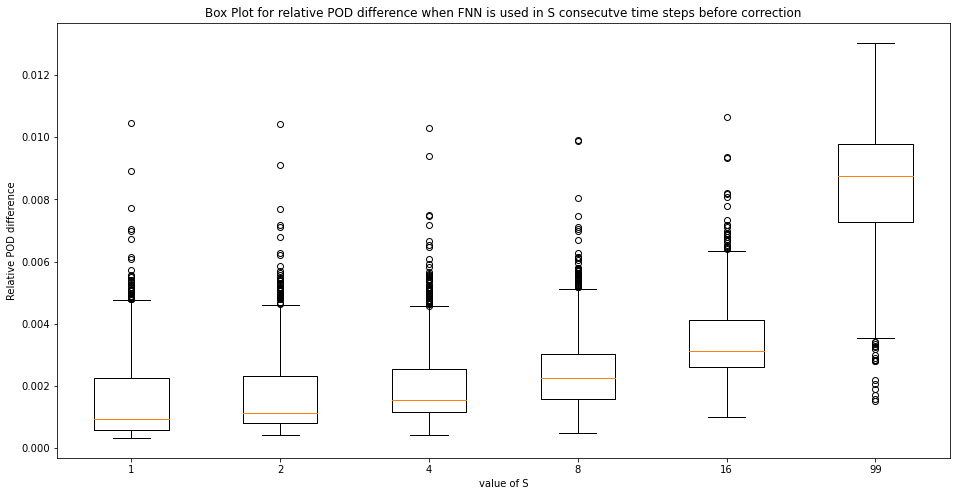 Box Plot for relative POD difference when FNN is used in S consecutve time steps before correction
0.012
0.010
0.008
0.006
0.004
0.002
0.000
Relative POD difference
1 2 4 8 16 99
value of S